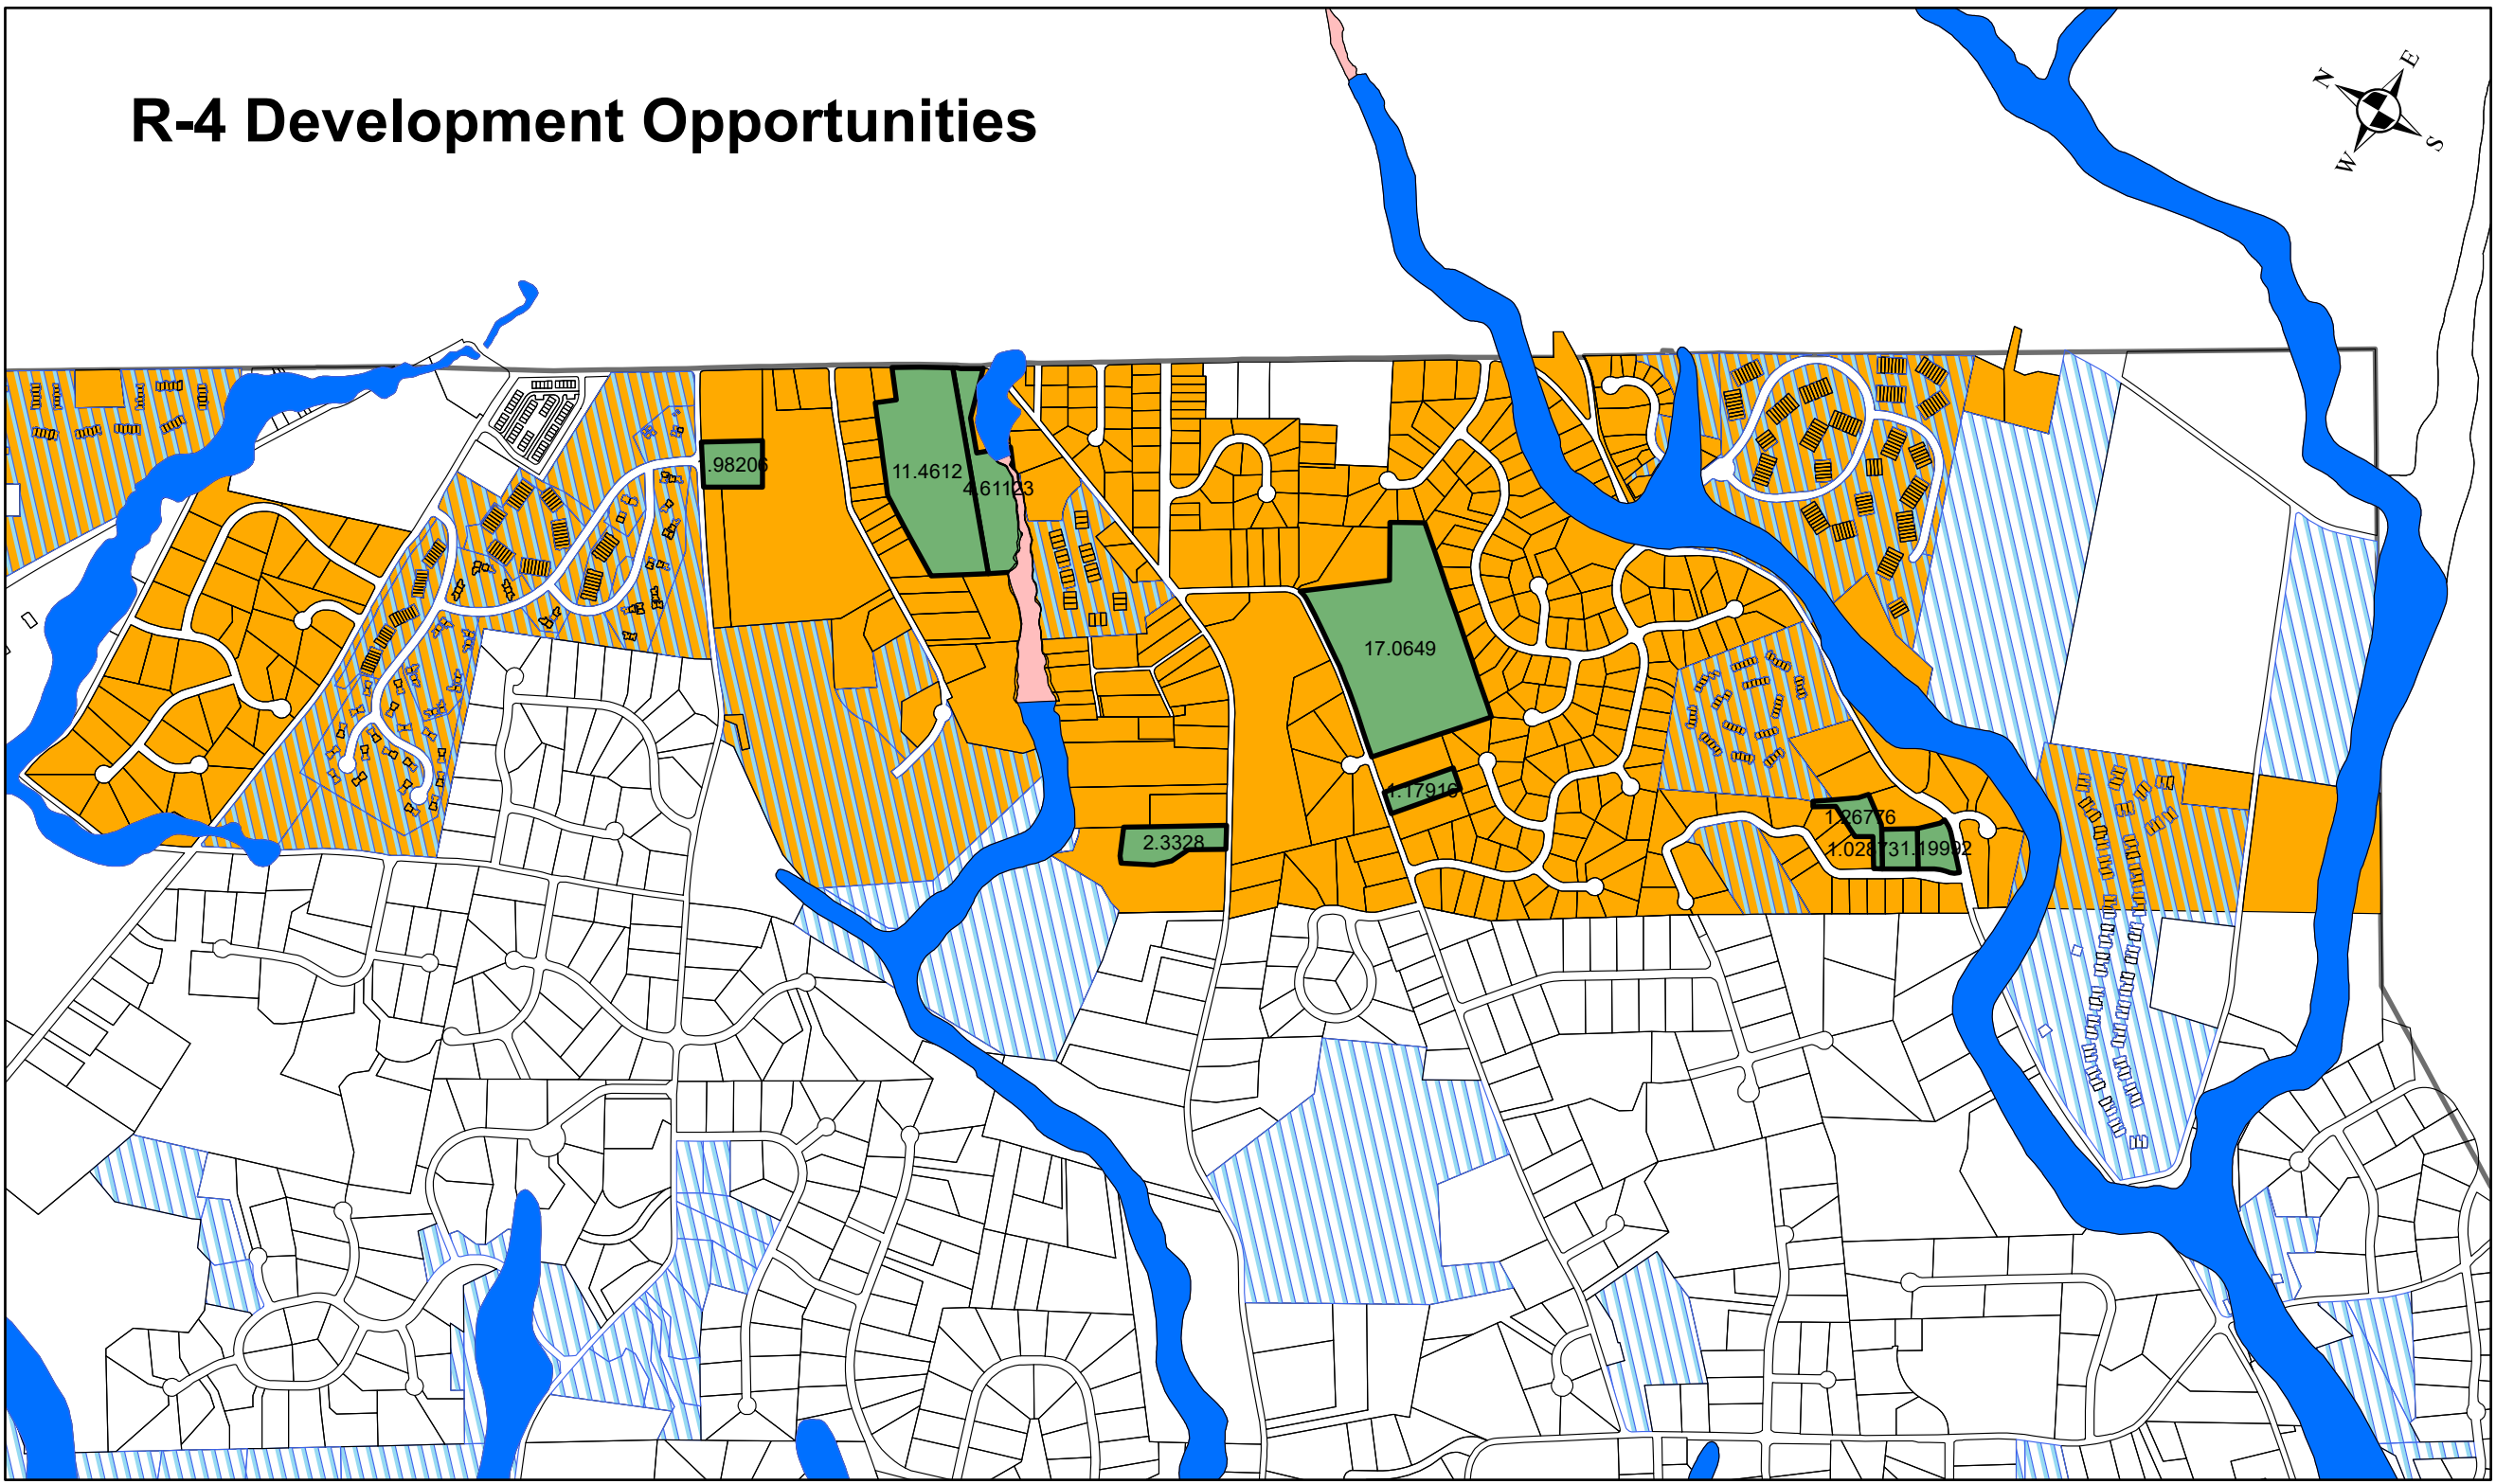 R-4 Development Opportunities
N
E
W
S
.98206
11.4612
4.61123
17.0649
1.17916
2.3328
1.26776
1.02873
1.19992